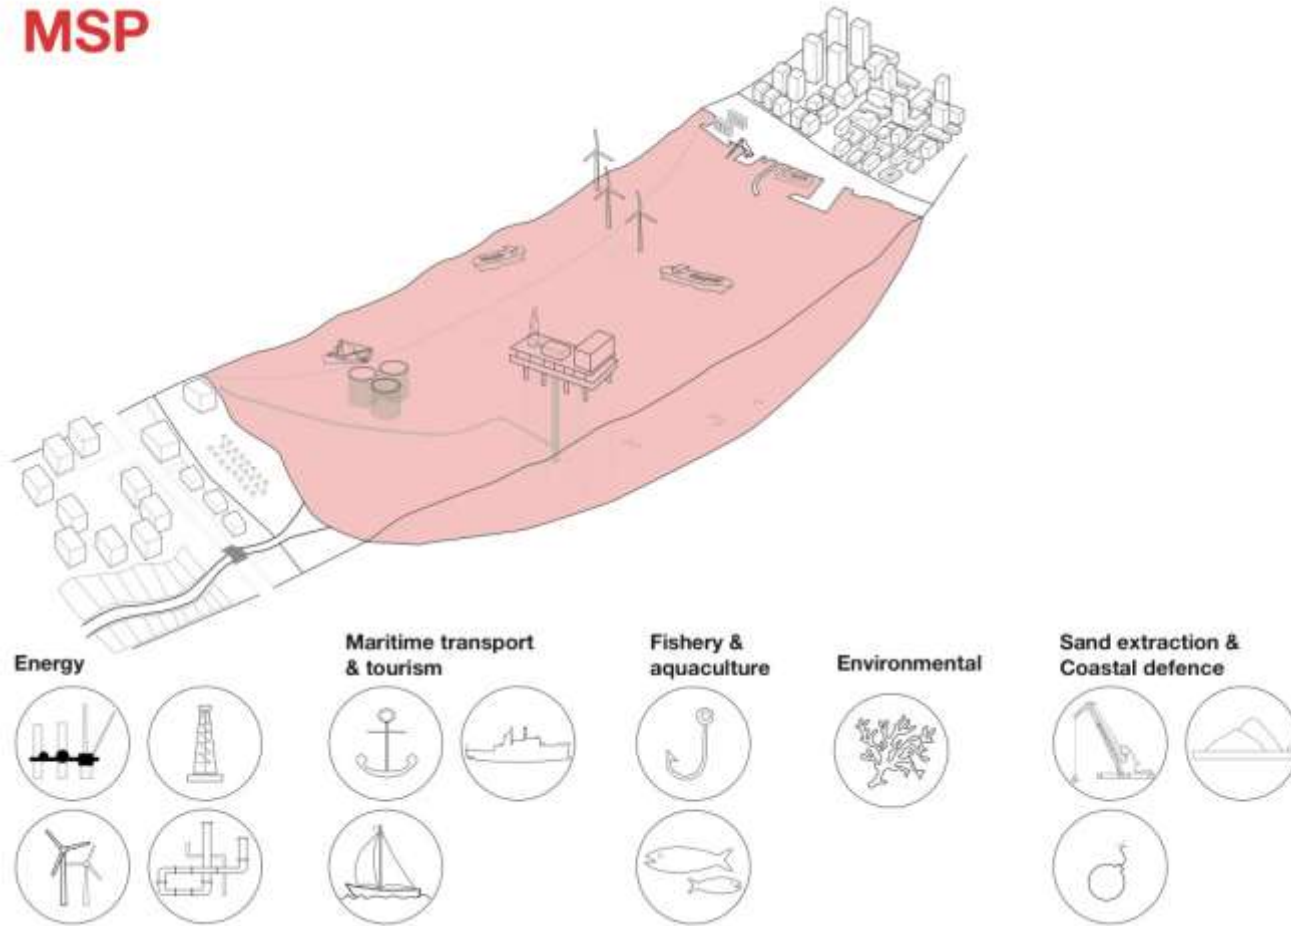 MSP
Energy
Maritime transport
& tourism
Fishery &
aquaculture
Environmental
Sand extraction &
Coastal defence